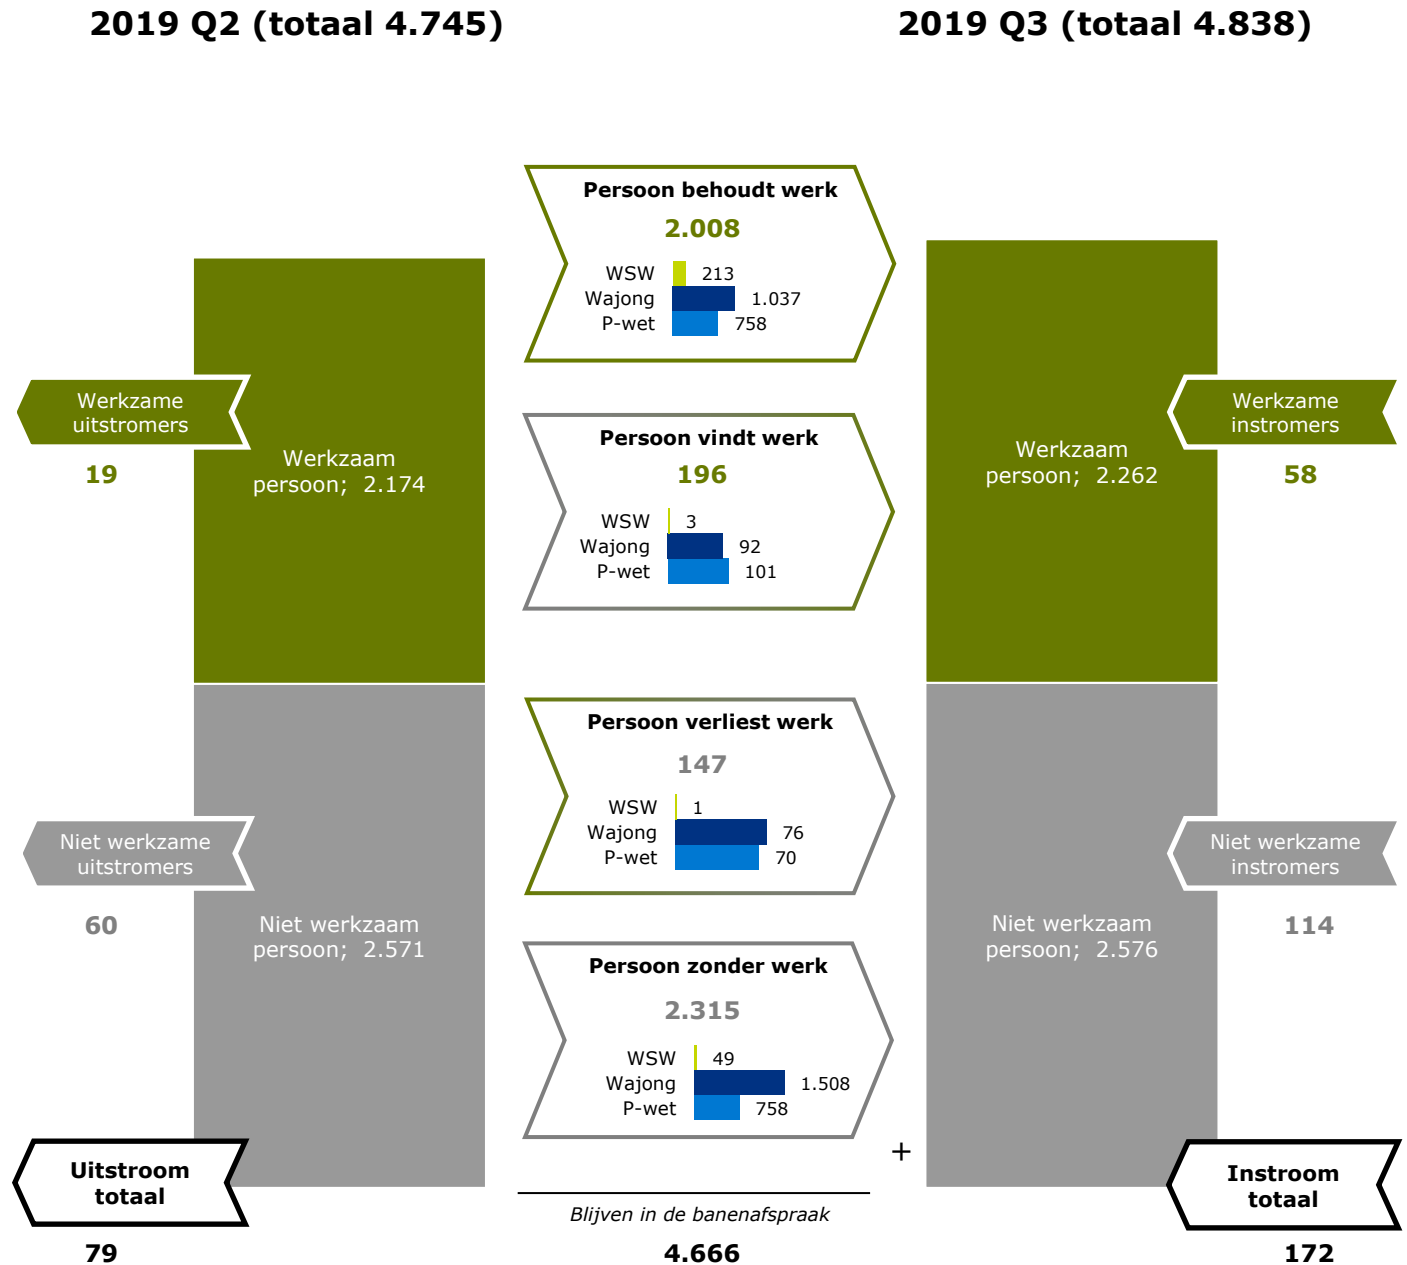 2019 Q2 (totaal 4.745)
2019 Q3 (totaal 4.838)
Persoon behoudt werk
2.008
WSW 213
Wajong 1.037
P-wet 758
Werkzame
uitstromers
19
Werkzaam
persoon; 2.174
Persoon vindt werk
196
WSW 3
Wajong 92
P-wet 101
Werkzaam
persoon; 2.262
Werkzame
instromers
58
Persoon verliest werk
147
WSW 1
Wajong 76
P-wet 70
Niet werkzame
uitstromers
60
Niet werkzaam
persoon; 2.571
Persoon zonder werk
2.315
WSW 49
Wajong 1.508
P-wet 758
Niet werkzaam
persoon; 2.576
Niet werkzame
instromers
114
+
Uitstroom
totaal
79
Blijven in de banenafspraak
4.666
Instroom
totaal
172